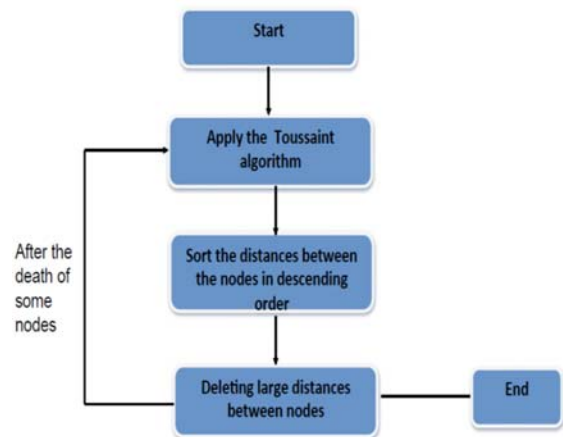 Start
Apply the Toussaint
algorithm
After the
death of
some
nodes
Sort the distances between
the nodes in descending
order
Deleting large distances
between nodes
End